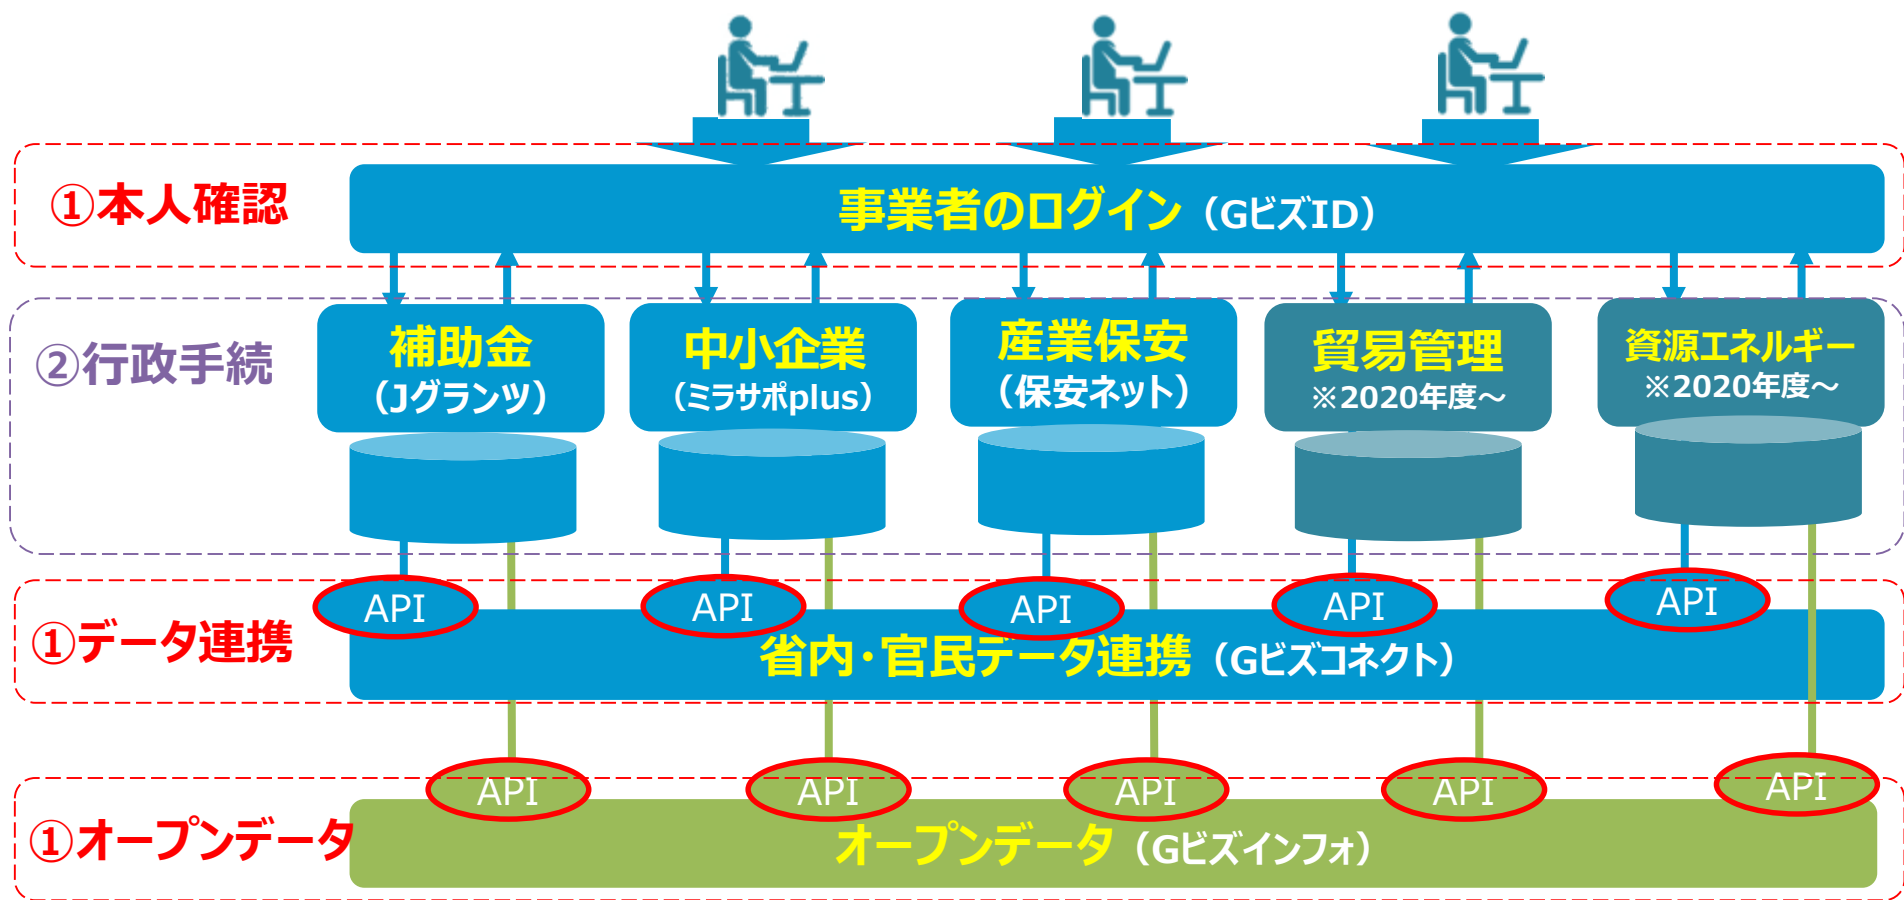 ①本人確認
事業者のログイン（GビズID）
②行政手続
補助金
（Jグランツ）
中小企業
（ミラサポplus）
産業保安
（保安ネット）
貿易管理
※2020年度～
資源エネルギー
※2020年度～
API
API
API
API
API
①データ連携
省内・官民データ連携（Gビズコネクト）
API
API
API
API
API
①オープンデータ
オープンデータ（Gビズインフォ）